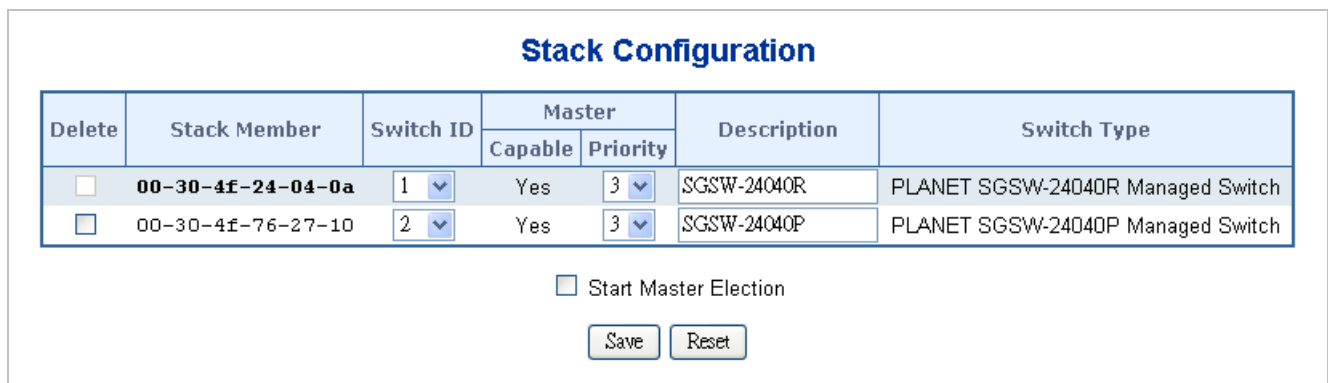 Stack Configuration
Delete Stack Member Switch ID Master Description Switch Type
Capable Priority
00-30-4f-24-04-0a 1 Yes 3 SGSW-24040R PLANET SGSW-24040R Managed Switch
00-30-4f-76-27-10 2 Yes 3 SGSW-24040P PLANET SGSW-24040P Managed Switch
Start Master Election
Save Reset